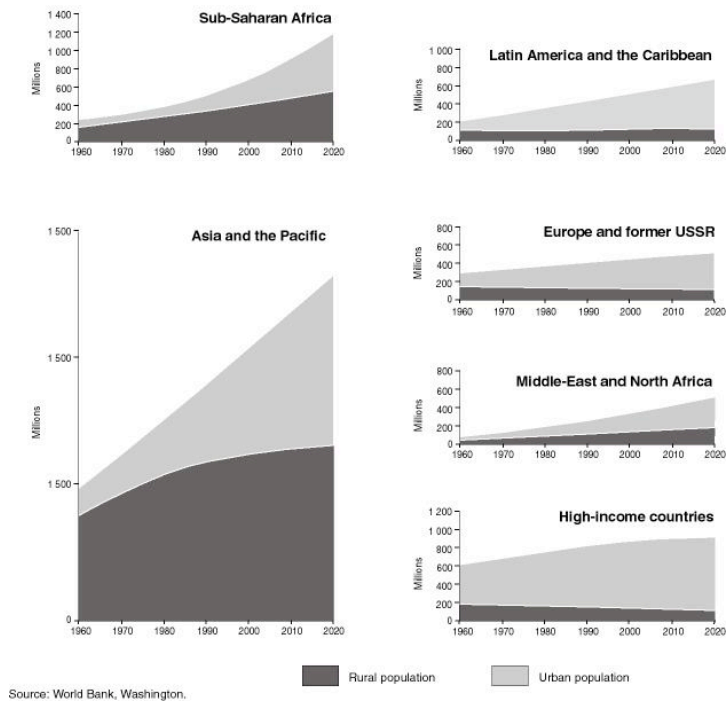 Sub-Saharan Africa
Millions
1 400
1 200
1 000
800
600
400
200
0
1960 1970 1980 1990 2000 2010 2020
Latin America and the Caribbean
Millions
1 000
800
600
400
200
0
1960 1970 1980 1990 2000 2010 2020
Asia and the Pacific
Millions
1 500
1 500
1 500
0
1960 1970 1980 1990 2000 2010 2020
Europe and former USSR
Millions
800
600
400
200
0
1960 1970 1980 1990 2000 2010 2020
Middle-East and North Africa
Millions
800
600
400
200
0
1960 1970 1980 1990 2000 2010 2020
High-income countries
Millions
1 200
1 000
800
600
400
200
0
1960 1970 1980 1990 2000 2010 2020
Rural population
Urban population
Source: World Bank, Washington.